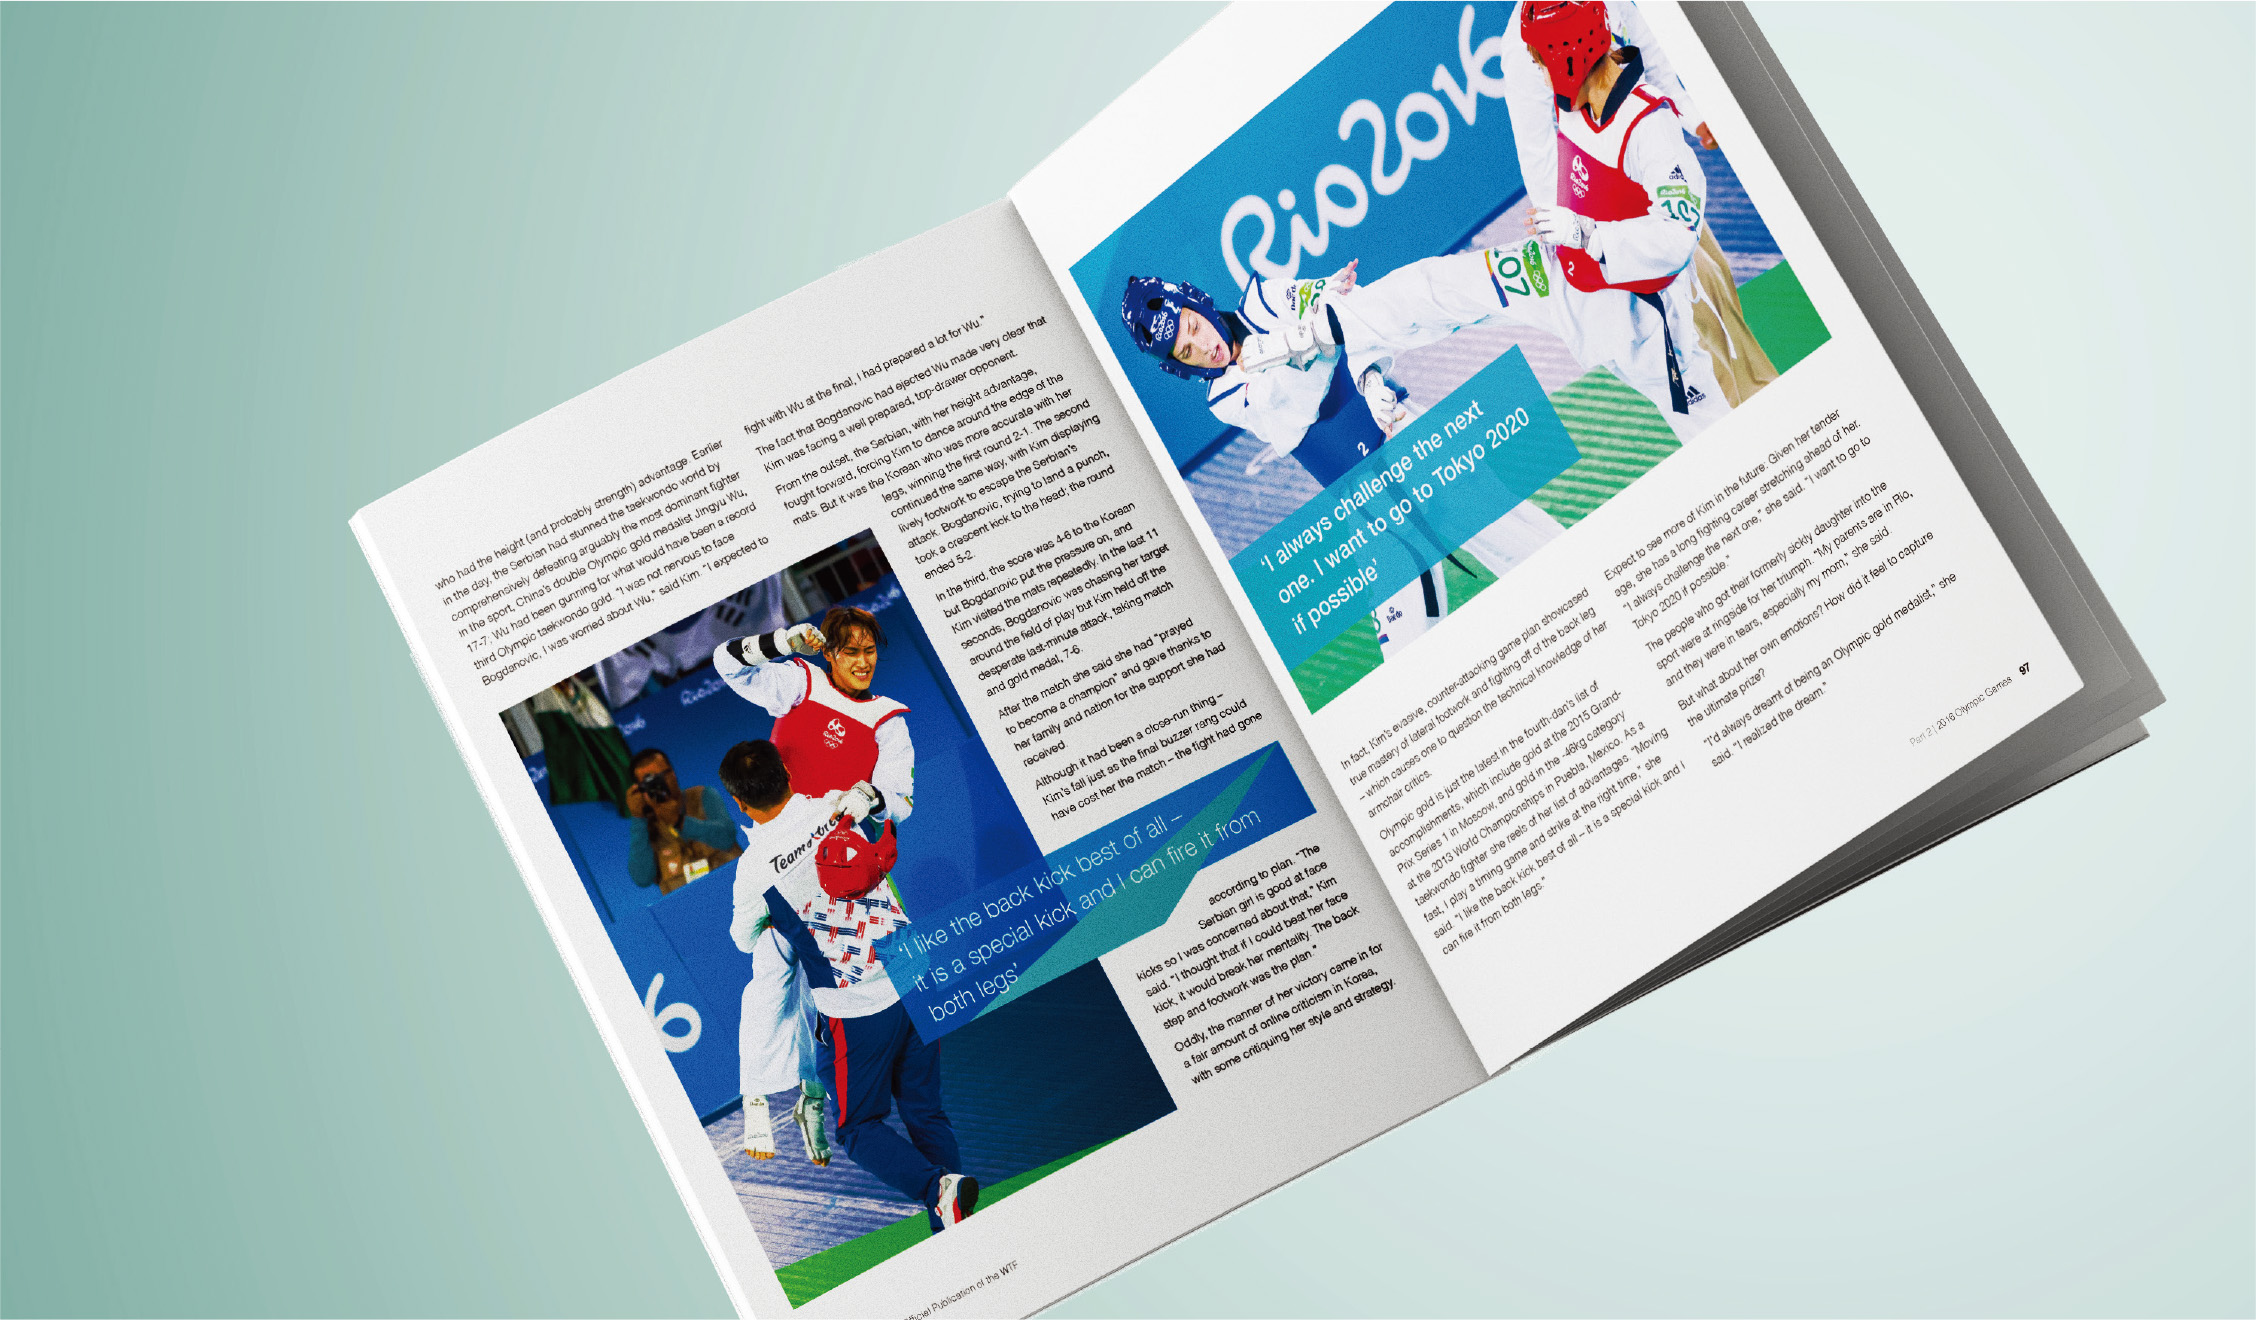 who had the height (and probably strength) advantage. Earlier
in the day, the Serbian had stunned the taekwondo world by
comprehensively defeating arguably the most dominant fighter
in the sport, China's double Olympic gold medalist Jingyu Wu,
17-7; Wu had been gunning for what would have been a record
third Olympic taekwondo gold. "I was not nervous to face
Bogdanovic, I was worried about Wu," said Kim. "I expected to
fight with Wu at the final, I had prepared a lot for Wu."
The fact that Bogdanovic had ejected Wu made very clear that
Kim was facing a well prepared, top-drawer opponent.
From the outset, the Serbian, with her height advantage,
fought forward, forcing Kim to dance around the edge of the
mats. But it was the Korean who was more accurate with her
legs, winning the first round 2-1. The second
continued the same way, with Kim displaying
lively footwork to escape the Serbian's
attack. Bogdanovic, trying to land a punch,
took a crescent kick to the head; the round
ended 5-2.
In the third, the score was 4-6 to the Korean
but Bogdanovic put the pressure on, and
Kim visited the mats repeatedly. In the last 11
seconds, Bogdanovic was chasing her target
around the field of play but Kim held off the
desperate last-minute attack, taking match
and gold medal, 7-6.
After the match she said she had "prayed
to become a champion" and gave thanks to
her family and nation for the support she had
received.
Although it had been a close-run thing –
Kim's fall just as the final buzzer rang could
have cost her the match – the fight had gone
according to plan. "The
Serbian girl is good at face
kicks so I was concerned about that," Kim
said. "I thought that if I could beat her face
kick, it would break her mentality. The back
step and footwork was the plan."
Oddly, the manner of her victory came in for
a fair amount of online criticism in Korea,
with some critiquing her style and strategy.
'I like the back kick best of all –
it is a special kick and I can fire it from
both legs'
Rio2016
6
Team Korea
Official Publication of the WTF
Rio2016
adidas
107
107
2
2
adidas
'I always challenge the next
one. I want to go to Tokyo 2020
if possible'
In fact, Kim's evasive, counter-attacking game plan showcased
true mastery of lateral footwork and fighting off of the back leg
– which causes one to question the technical knowledge of her
armchair critics.
Olympic gold is just the latest in the fourth-dan's list of
accomplishments, which include gold at the 2015 Grand-
Prix Series 1 in Moscow, and gold in the –46kg category
at the 2013 World Championships in Puebla, Mexico. As a
taekwondo fighter she reels of her list of advantages. "Moving
fast, I play a timing game and strike at the right time," she
said. "I like the back kick best of all – it is a special kick and I
can fire it from both legs."
Expect to see more of Kim in the future. Given her tender
age, she has a long fighting career stretching ahead of her.
"I always challenge the next one," she said. "I want to go to
Tokyo 2020 if possible."
The people who got their formerly sickly daughter into the
sport were at ringside for her triumph. "My parents are in Rio,
and they were in tears, especially my mom," she said.
But what about her own emotions? How did it feel to capture
the ultimate prize?
"I'd always dreamt of being an Olympic gold medalist," she
said. "I realized the dream."
Part 2 | 2016 Olympic Games 97